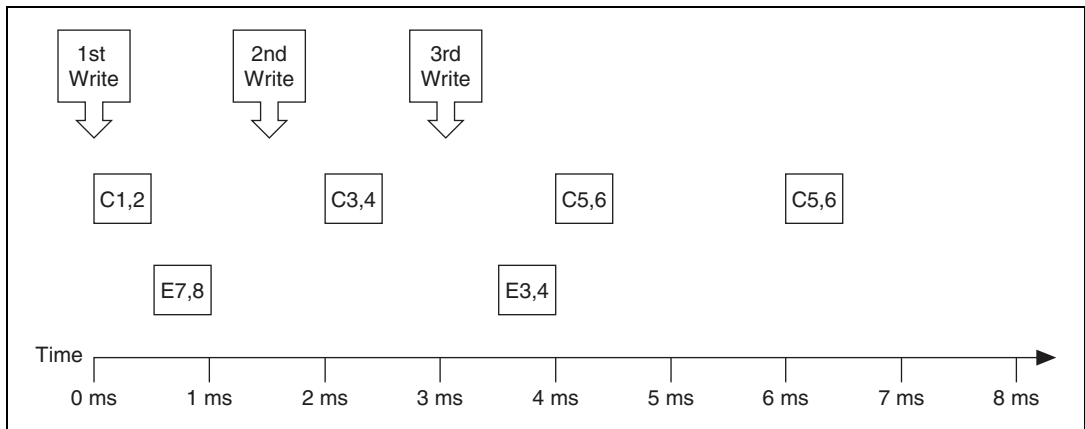 1st
Write
2nd
Write
3rd
Write
C1,2
C3,4
C5,6
C5,6
E7,8
E3,4
Time
0 ms
1 ms
2 ms
3 ms
4 ms
5 ms
6 ms
7 ms
8 ms